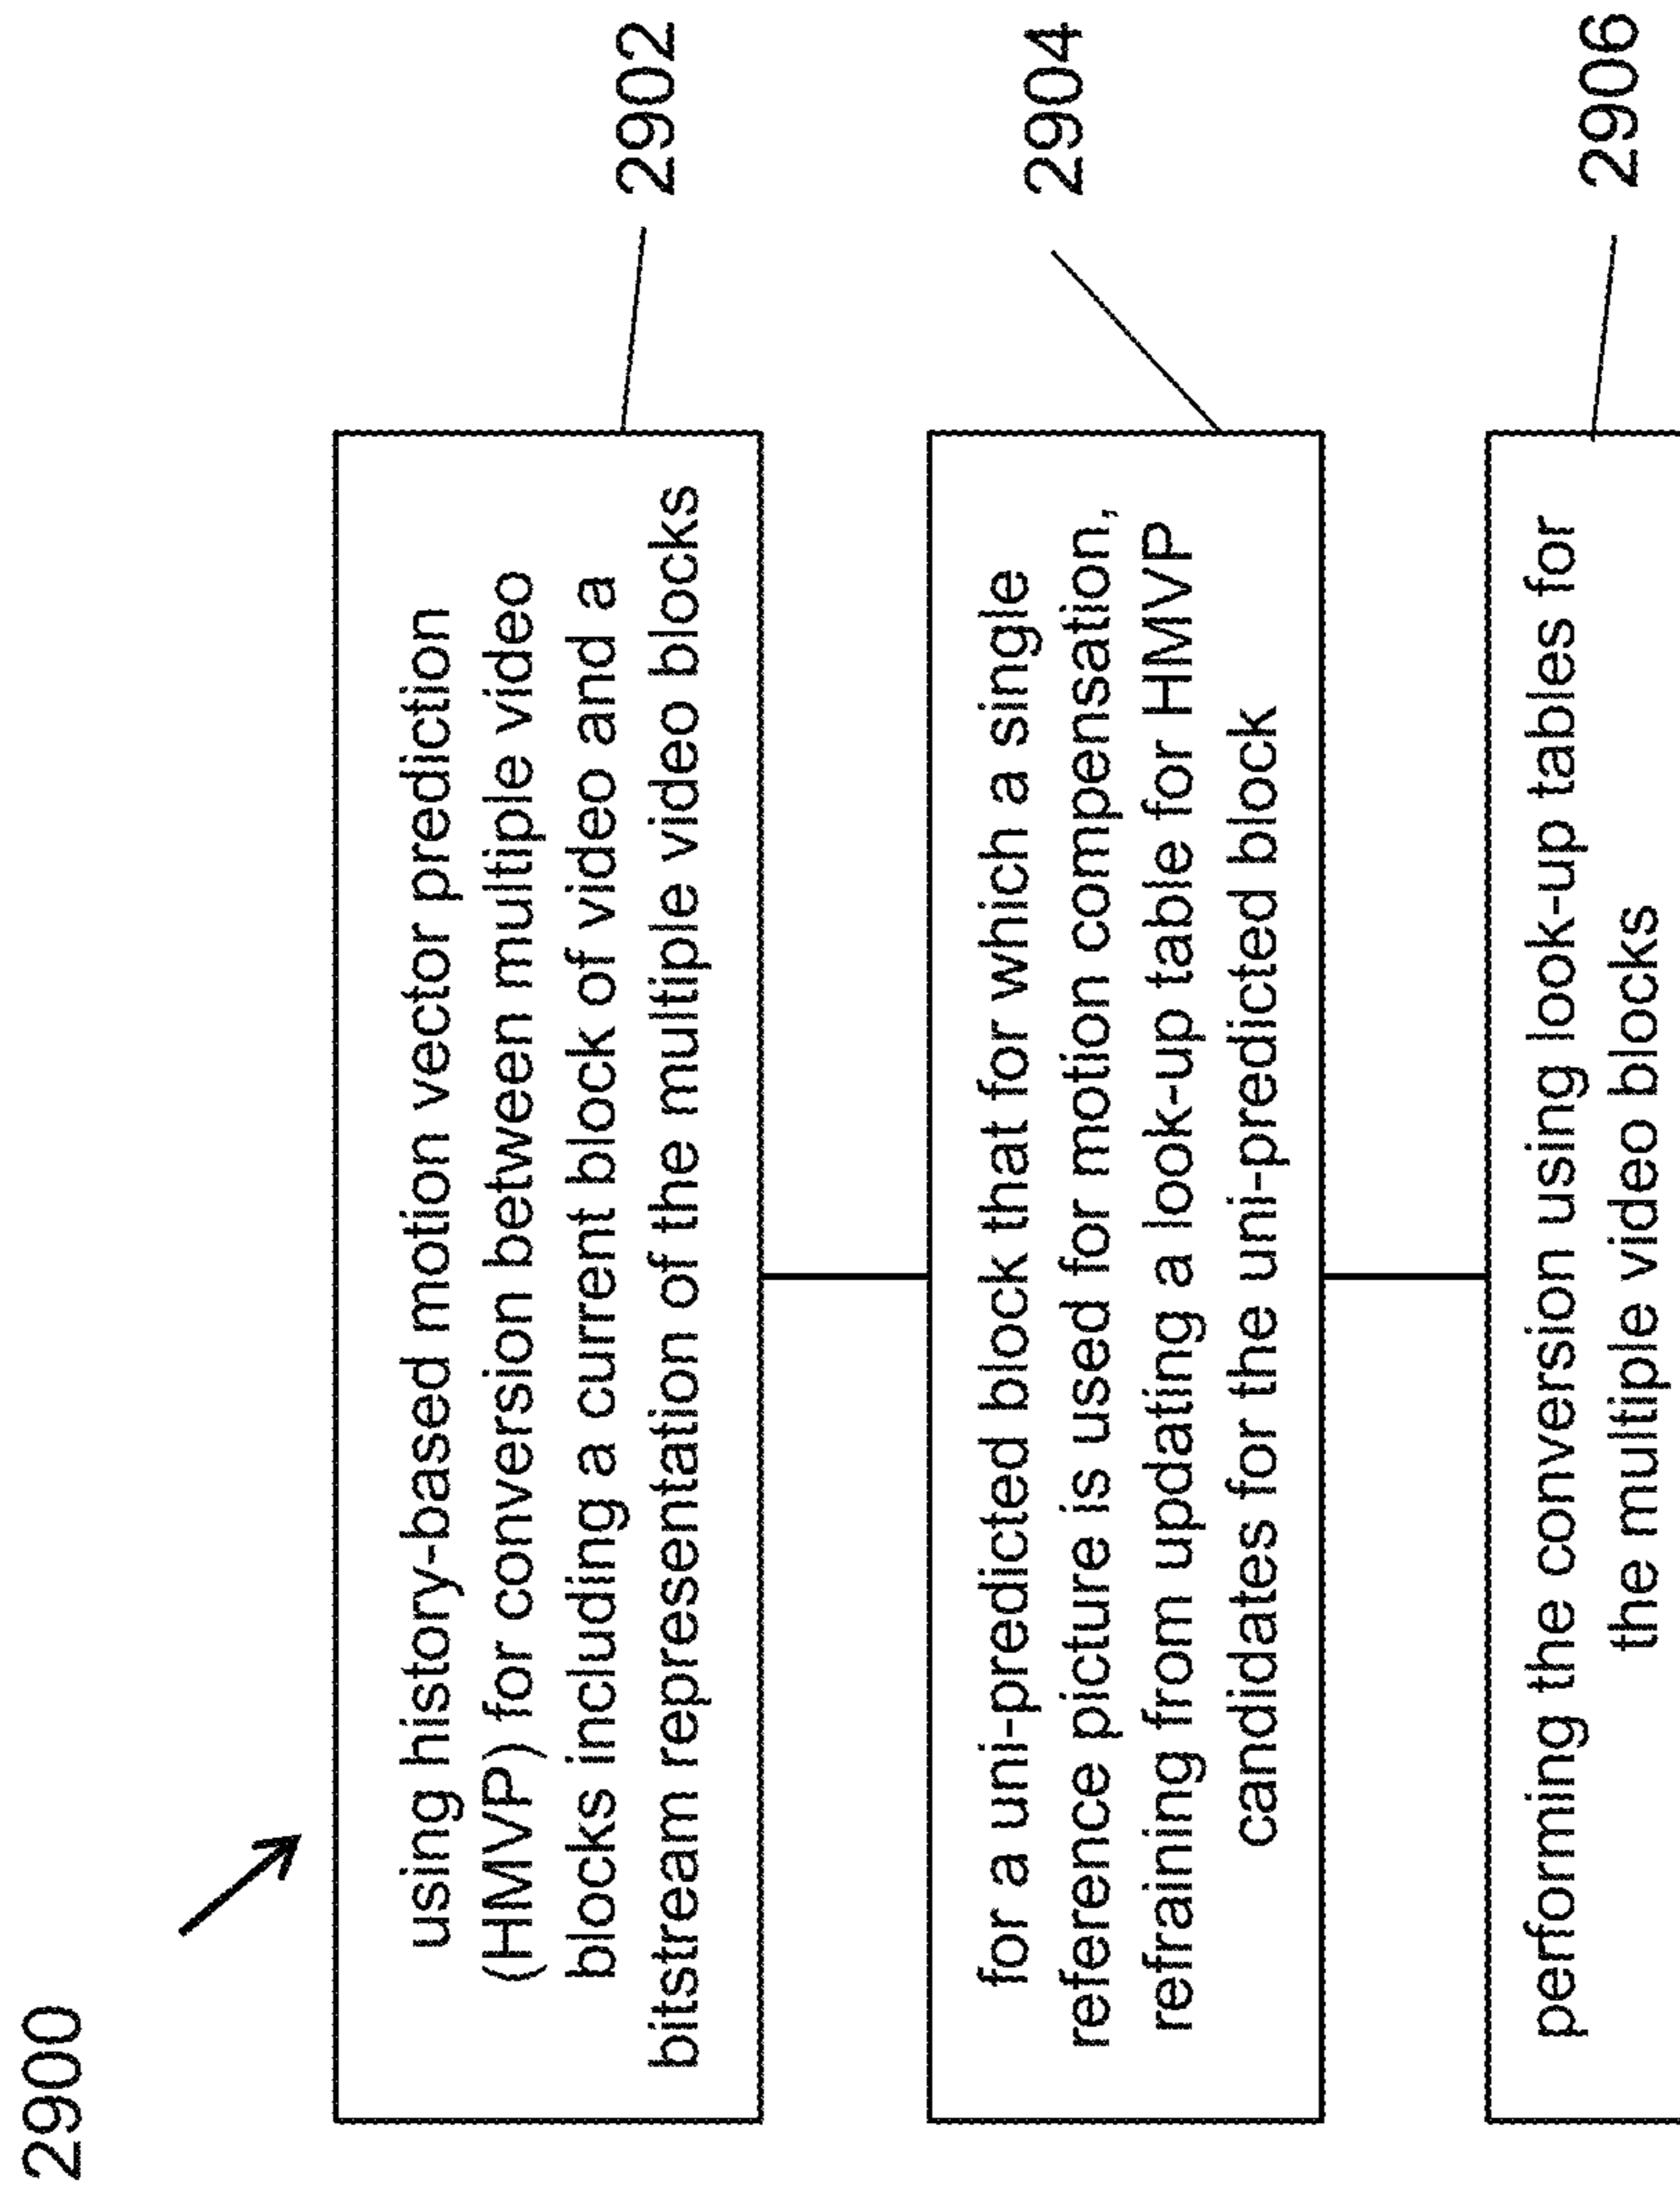 2900
using history-based motion vector prediction
(HMVP) for conversion between multiple video
blocks including a current block of video and a
bitstream representation of the multiple video blocks
2902
for a uni-predicted block that for which a single
reference picture is used for motion compensation,
refraining from updating a look-up table for HMVP
candidates for the uni-predicted block
2904
performing the conversion using look-up tables for
the multiple video blocks
2906